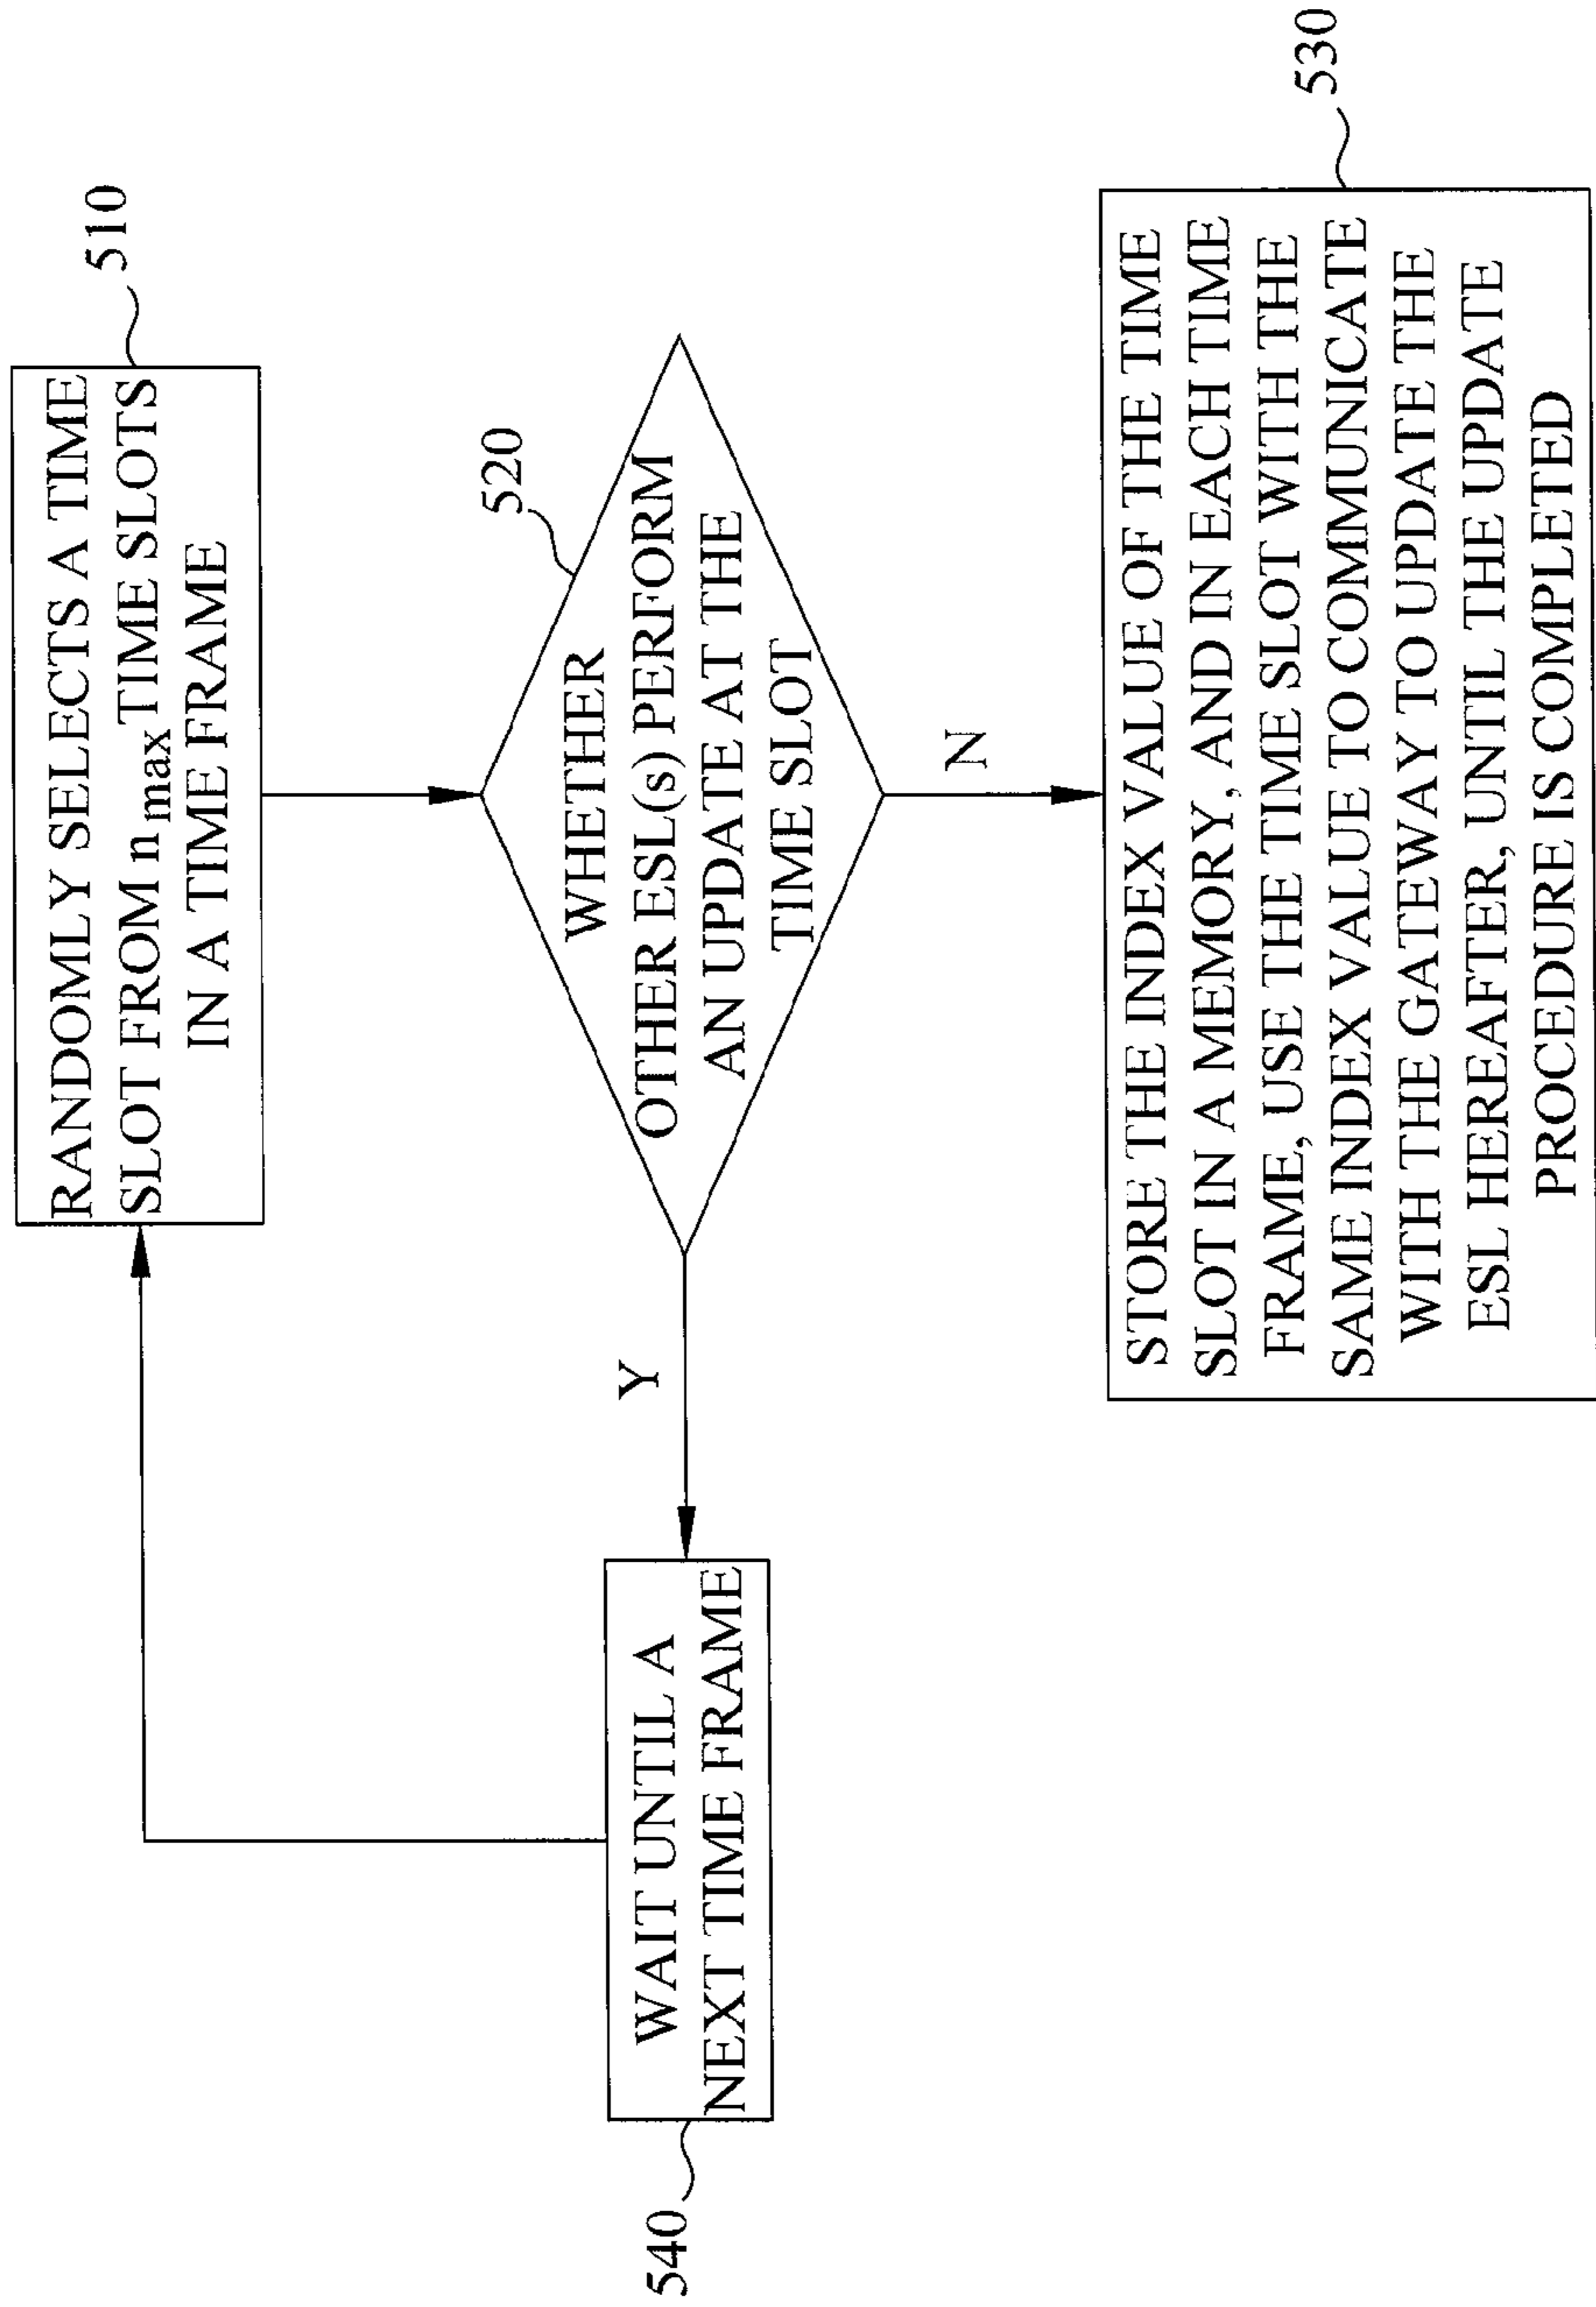 RANDOMLY SELECTS A TIME
SLOT FROM nmax TIME SLOTS
IN A TIME FRAME
510
WHETHER
OTHER ESL(s) PERFORM
AN UPDATE AT THE
TIME SLOT
520
Y
N
WAIT UNTIL A
NEXT TIME FRAME
540
STORE THE INDEX VALUE OF THE TIME
SLOT IN A MEMORY, AND IN EACH TIME
FRAME, USE THE TIME SLOT WITH THE
SAME INDEX VALUE TO COMMUNICATE
WITH THE GATEWAY TO UPDATE THE
ESL HEREAFTER, UNTIL THE UPDATE
PROCEDURE IS COMPLETED
530